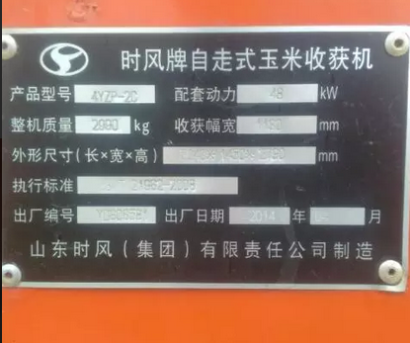 时风牌自走式玉米收获机
产品型号 4YZP-2C 配套动力 48 kW
整机质量 2990 kg 收获幅宽 mm
外形尺寸(长×宽×高) mm
执行标准
出厂编号 出厂日期 2014 年 月
山东时风(集团)有限责任公司制造